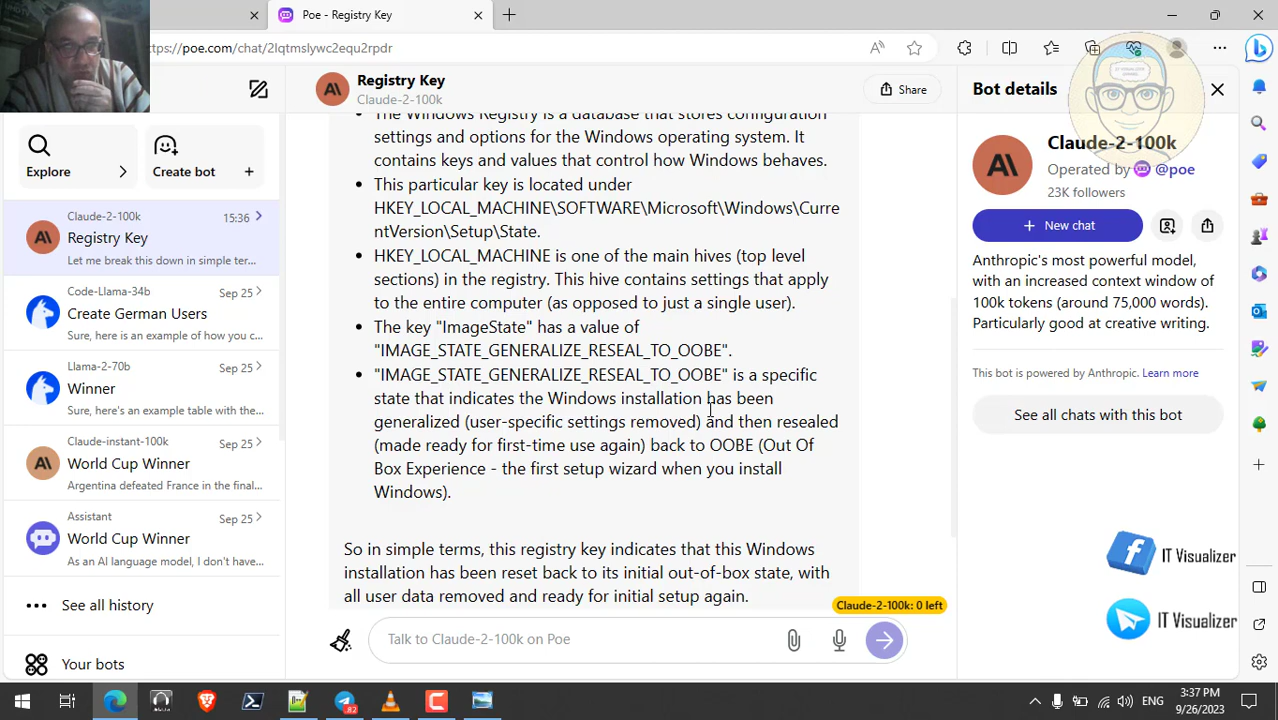 Poe - Registry Key
ttps://poe.com/chat/2lqtmslywc2equ2rpdr
Explore
Create bot
Claude-2-100k
15:36
Registry Key
Let me break this down in simple ter...
Code-Llama-34b
Sep 25
Create German Users
Sure, here is an example of how you c...
Llama-2-70b
Sep 25
Winner
Sure, here's an example table with the...
Claude-instant-100k
Sep 25
World Cup Winner
Argentina defeated France in the final...
Assistant
Sep 25
World Cup Winner
As an AI language model, I don't have...
See all history
Your bots
Registry Key
Claude-2-100k
Share
The Windows Registry is a database that stores configuration
settings and options for the Windows operating system. It
contains keys and values that control how Windows behaves.
This particular key is located under
HKEY_LOCAL_MACHINE\SOFTWARE\Microsoft\Windows\Curre
ntVersion\Setup\State.
HKEY_LOCAL_MACHINE is one of the main hives (top level
sections) in the registry. This hive contains settings that apply
to the entire computer (as opposed to just a single user).
The key "ImageState" has a value of
"IMAGE_STATE_GENERALIZE_RESEAL_TO_OOBE".
"IMAGE_STATE_GENERALIZE_RESEAL_TO_OOBE" is a specific
state that indicates the Windows installation has been
generalized (user-specific settings removed) and then resealed
(made ready for first-time use again) back to OOBE (Out Of
Box Experience - the first setup wizard when you install
Windows).
So in simple terms, this registry key indicates that this Windows
installation has been reset back to its initial out-of-box state, with
all user data removed and ready for initial setup again.
Claude-2-100k: 0 left
Talk to Claude-2-100k on Poe
Bot details
IT VISUALIZER
Claude-2-100k
Operated by @poe
23K followers
New chat
Anthropic's most powerful model,
with an increased context window of
100k tokens (around 75,000 words).
Particularly good at creative writing.
This bot is powered by Anthropic. Learn more
See all chats with this bot
IT Visualizer
IT Visualizer
82
ENG
3:37 PM
9/26/2023